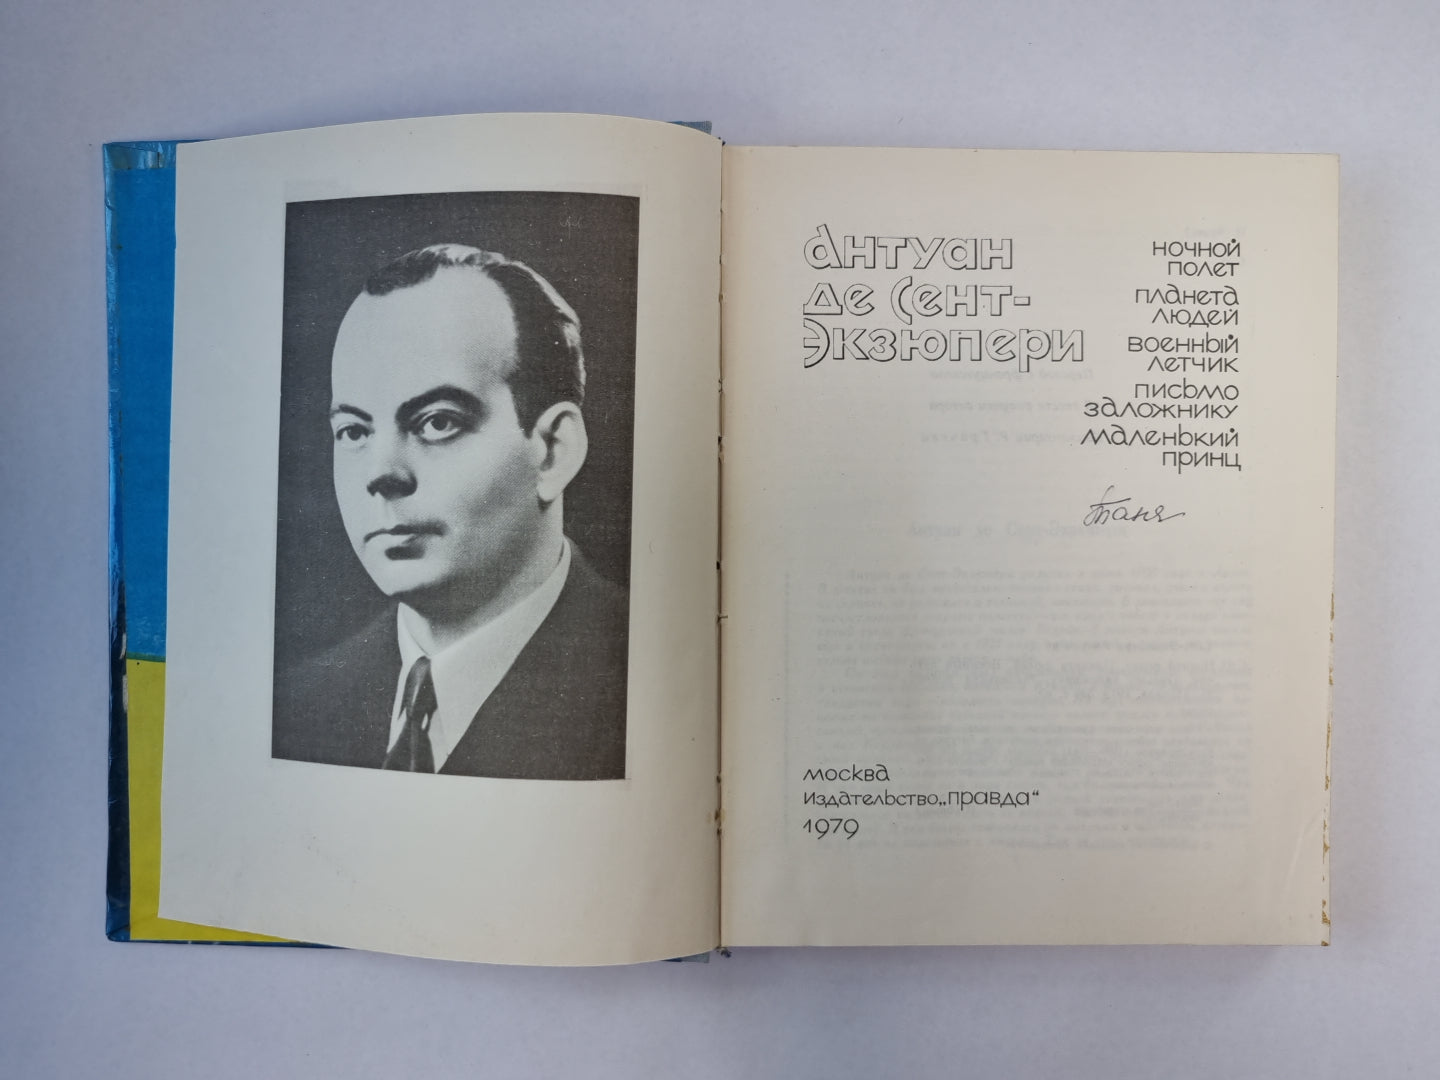 Антуан
де Сент-
Экзюпери
ночной
полет
планета
людей
военный
летчик
письмо
заложнику
маленький
принц
Таня
москва
издательство „правда“
1979